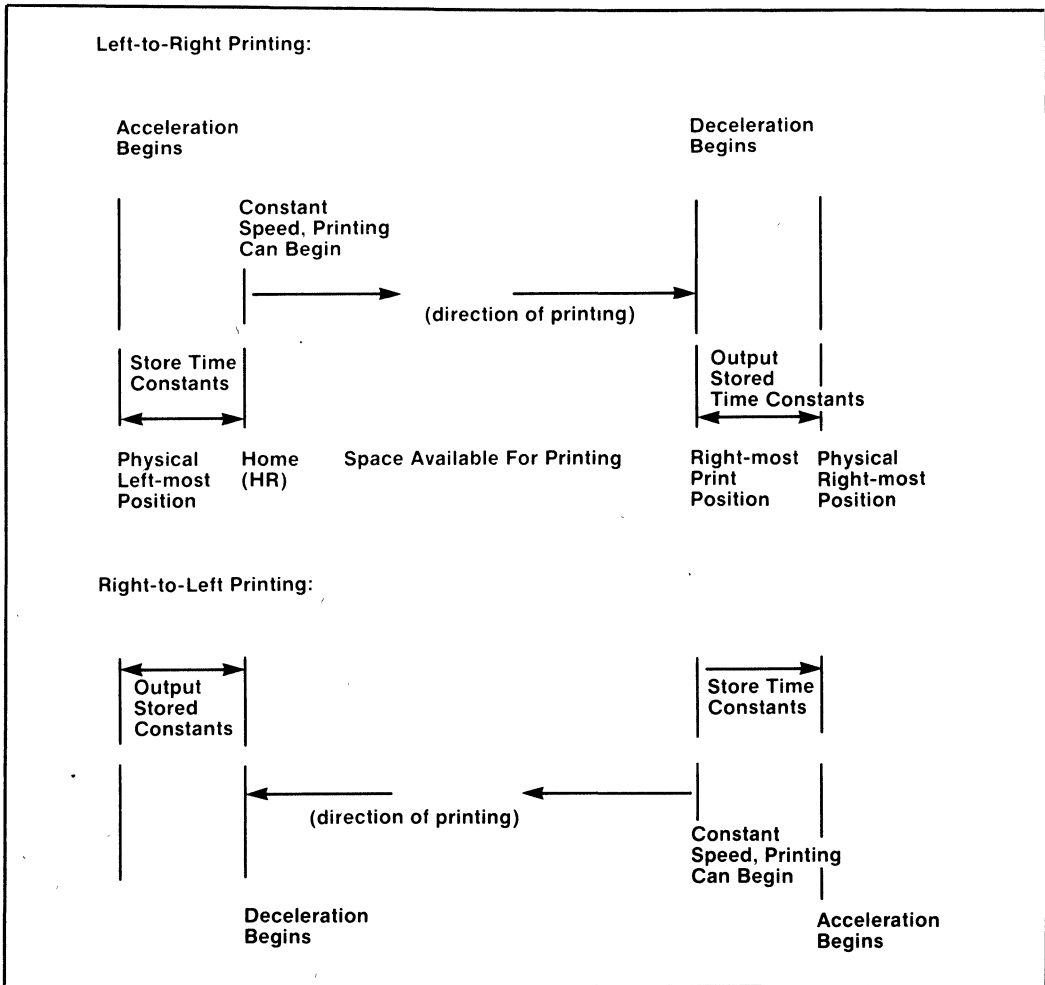 Left-to-Right Printing:
Acceleration
Begins
Deceleration
Begins
Constant
Speed, Printing
Can Begin
(direction of printing)
Store Time
Constants
Output
Stored
Time Constants
Physical
Left-most
Position
Home
(HR)
Space Available For Printing
Right-most
Print
Position
Physical
Right-most
Position
Right-to-Left Printing:
Output
Stored
Constants
Store Time
Constants
(direction of printing)
Constant
Speed, Printing
Can Begin
Deceleration
Begins
Acceleration
Begins